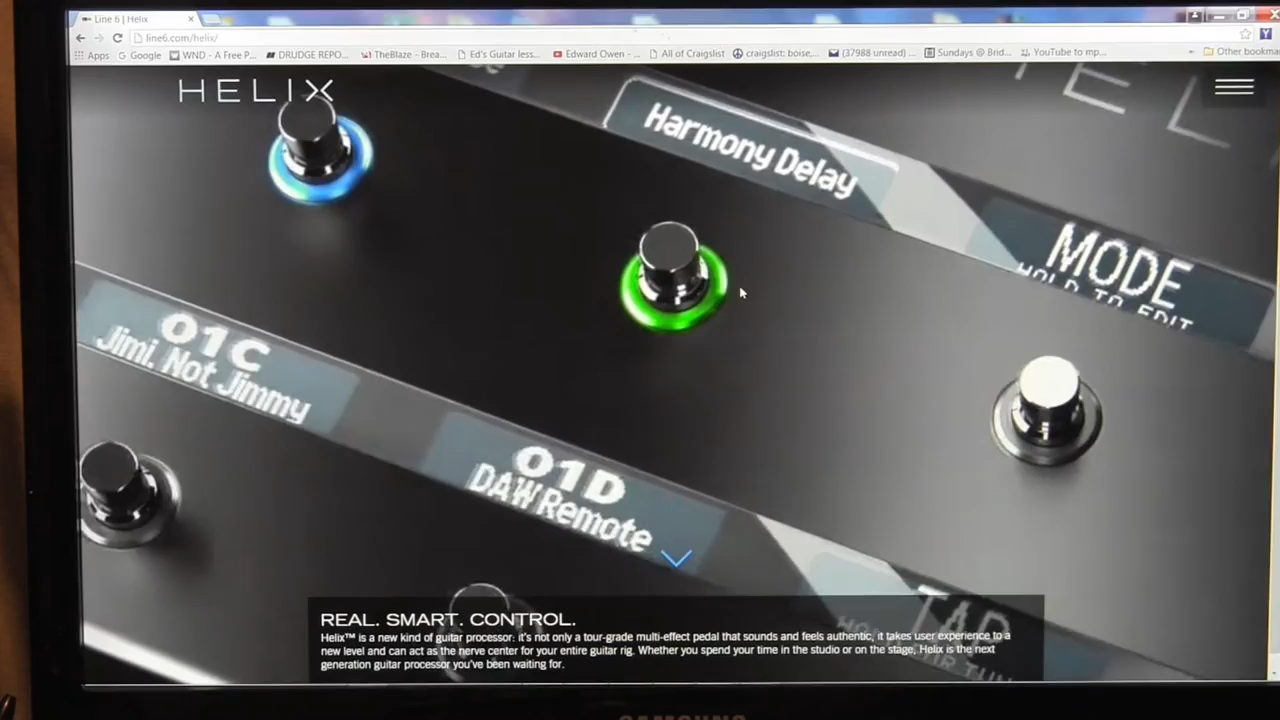 Line 6 | Helix
line6.com/helix/
Apps Google WND - A Free P... DRUDGE REPO... TheBlaze - Brea... Ed's Guitar less... Edward Owen - ... All of Craigslist craigslist: boise,... (37988 unread) ... Sundays @ Brid... YouTube to mp... Other bookma
HELIX
Harmony Delay
MODE
HOLD TO EDIT
01C
Jimi, Not Jimmy
01D
DAW Remote
TAP
REAL. SMART. CONTROL.
Helix™ is a new kind of guitar processor: it's not only a tour-grade multi-effect pedal that sounds and feels authentic, it takes user experience to a
new level and can act as the nerve center for your entire guitar rig. Whether you spend your time in the studio or on the stage, Helix is the next
generation guitar processor you've been waiting for.
SAMSUNG